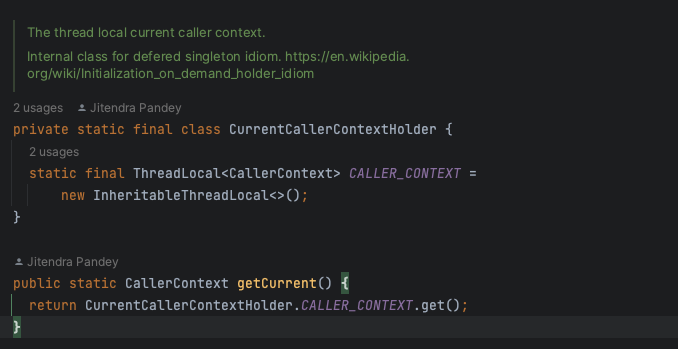 The thread local current caller context.
Internal class for defered singleton idiom. https://en.wikipedia.
org/wiki/Initialization_on_demand_holder_idiom
2 usages Jitendra Pandey
private static final class CurrentCallerContextHolder {
2 usages
static final ThreadLocal<CallerContext> CALLER_CONTEXT =
new InheritableThreadLocal<>();
}
Jitendra Pandey
public static CallerContext getCurrent() {
return CurrentCallerContextHolder.CALLER_CONTEXT.get();
}